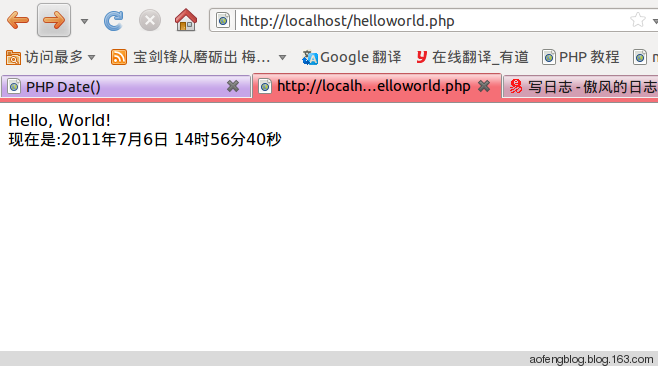 http://localhost/helloworld.php
访问最多 宝剑锋从磨砺出 梅... Google 翻译 在线翻译_有道 PHP 教程
PHP Date() http://localh...elloworld.php 写日志 - 傲风的日志
Hello, World!
现在是:2011年7月6日 14时56分40秒
aofengblog.blog.163.com